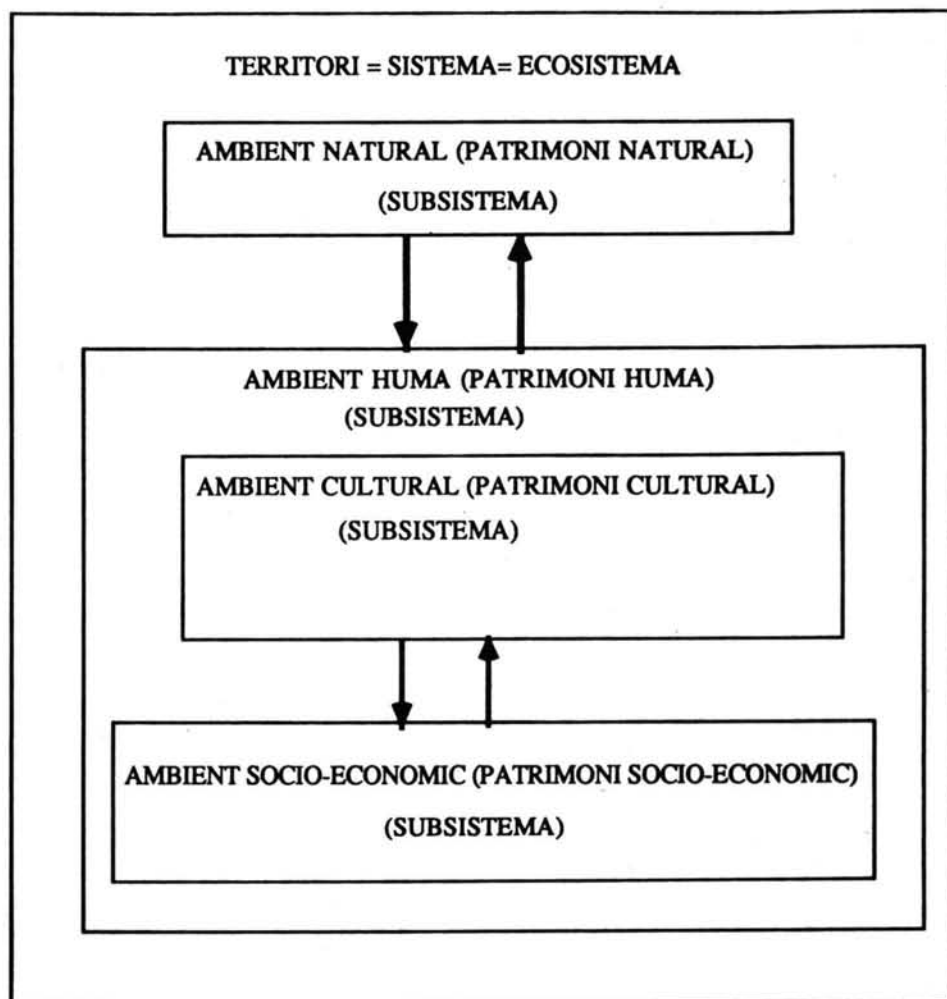 TERRITORI = SISTEMA= ECOSISTEMA
AMBIENT NATURAL (PATRIMONI NATURAL)
(SUBSISTEMA)
AMBIENT HUMA (PATRIMONI HUMA)
(SUBSISTEMA)
AMBIENT CULTURAL (PATRIMONI CULTURAL)
(SUBSISTEMA)
AMBIENT SOCIO-ECONOMIC (PATRIMONI SOCIO-ECONOMIC)
(SUBSISTEMA)